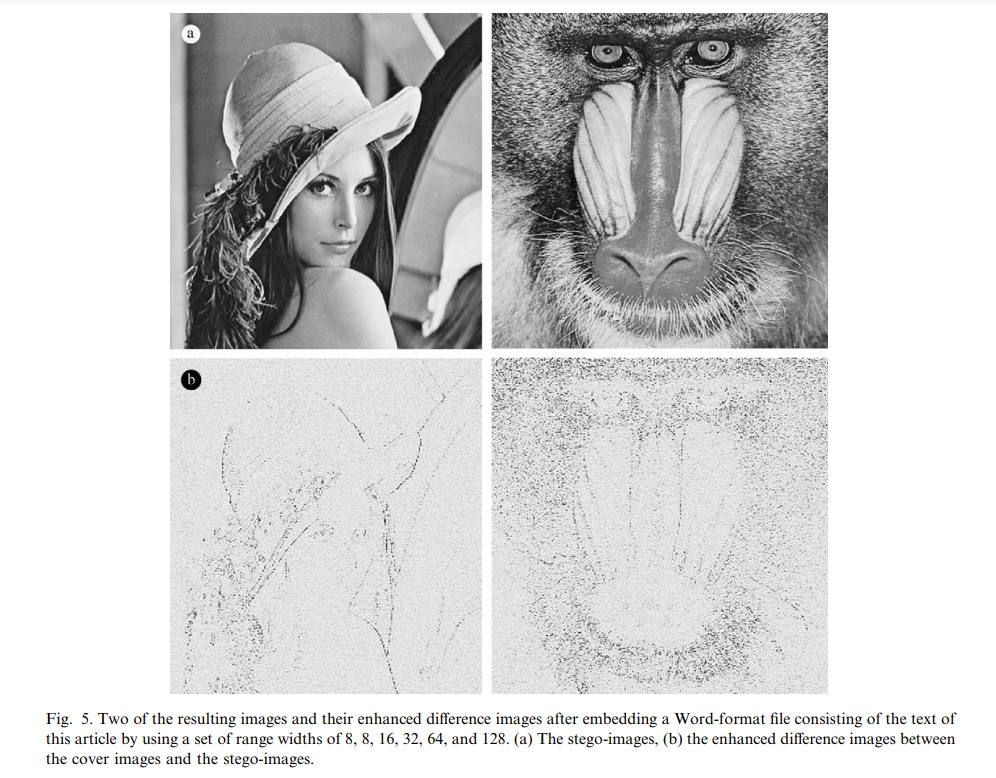 a
b
Fig. 5. Two of the resulting images and their enhanced difference images after embedding a Word-format file consisting of the text of
this article by using a set of range widths of 8, 8, 16, 32, 64, and 128. (a) The stego-images, (b) the enhanced difference images between
the cover images and the stego-images.